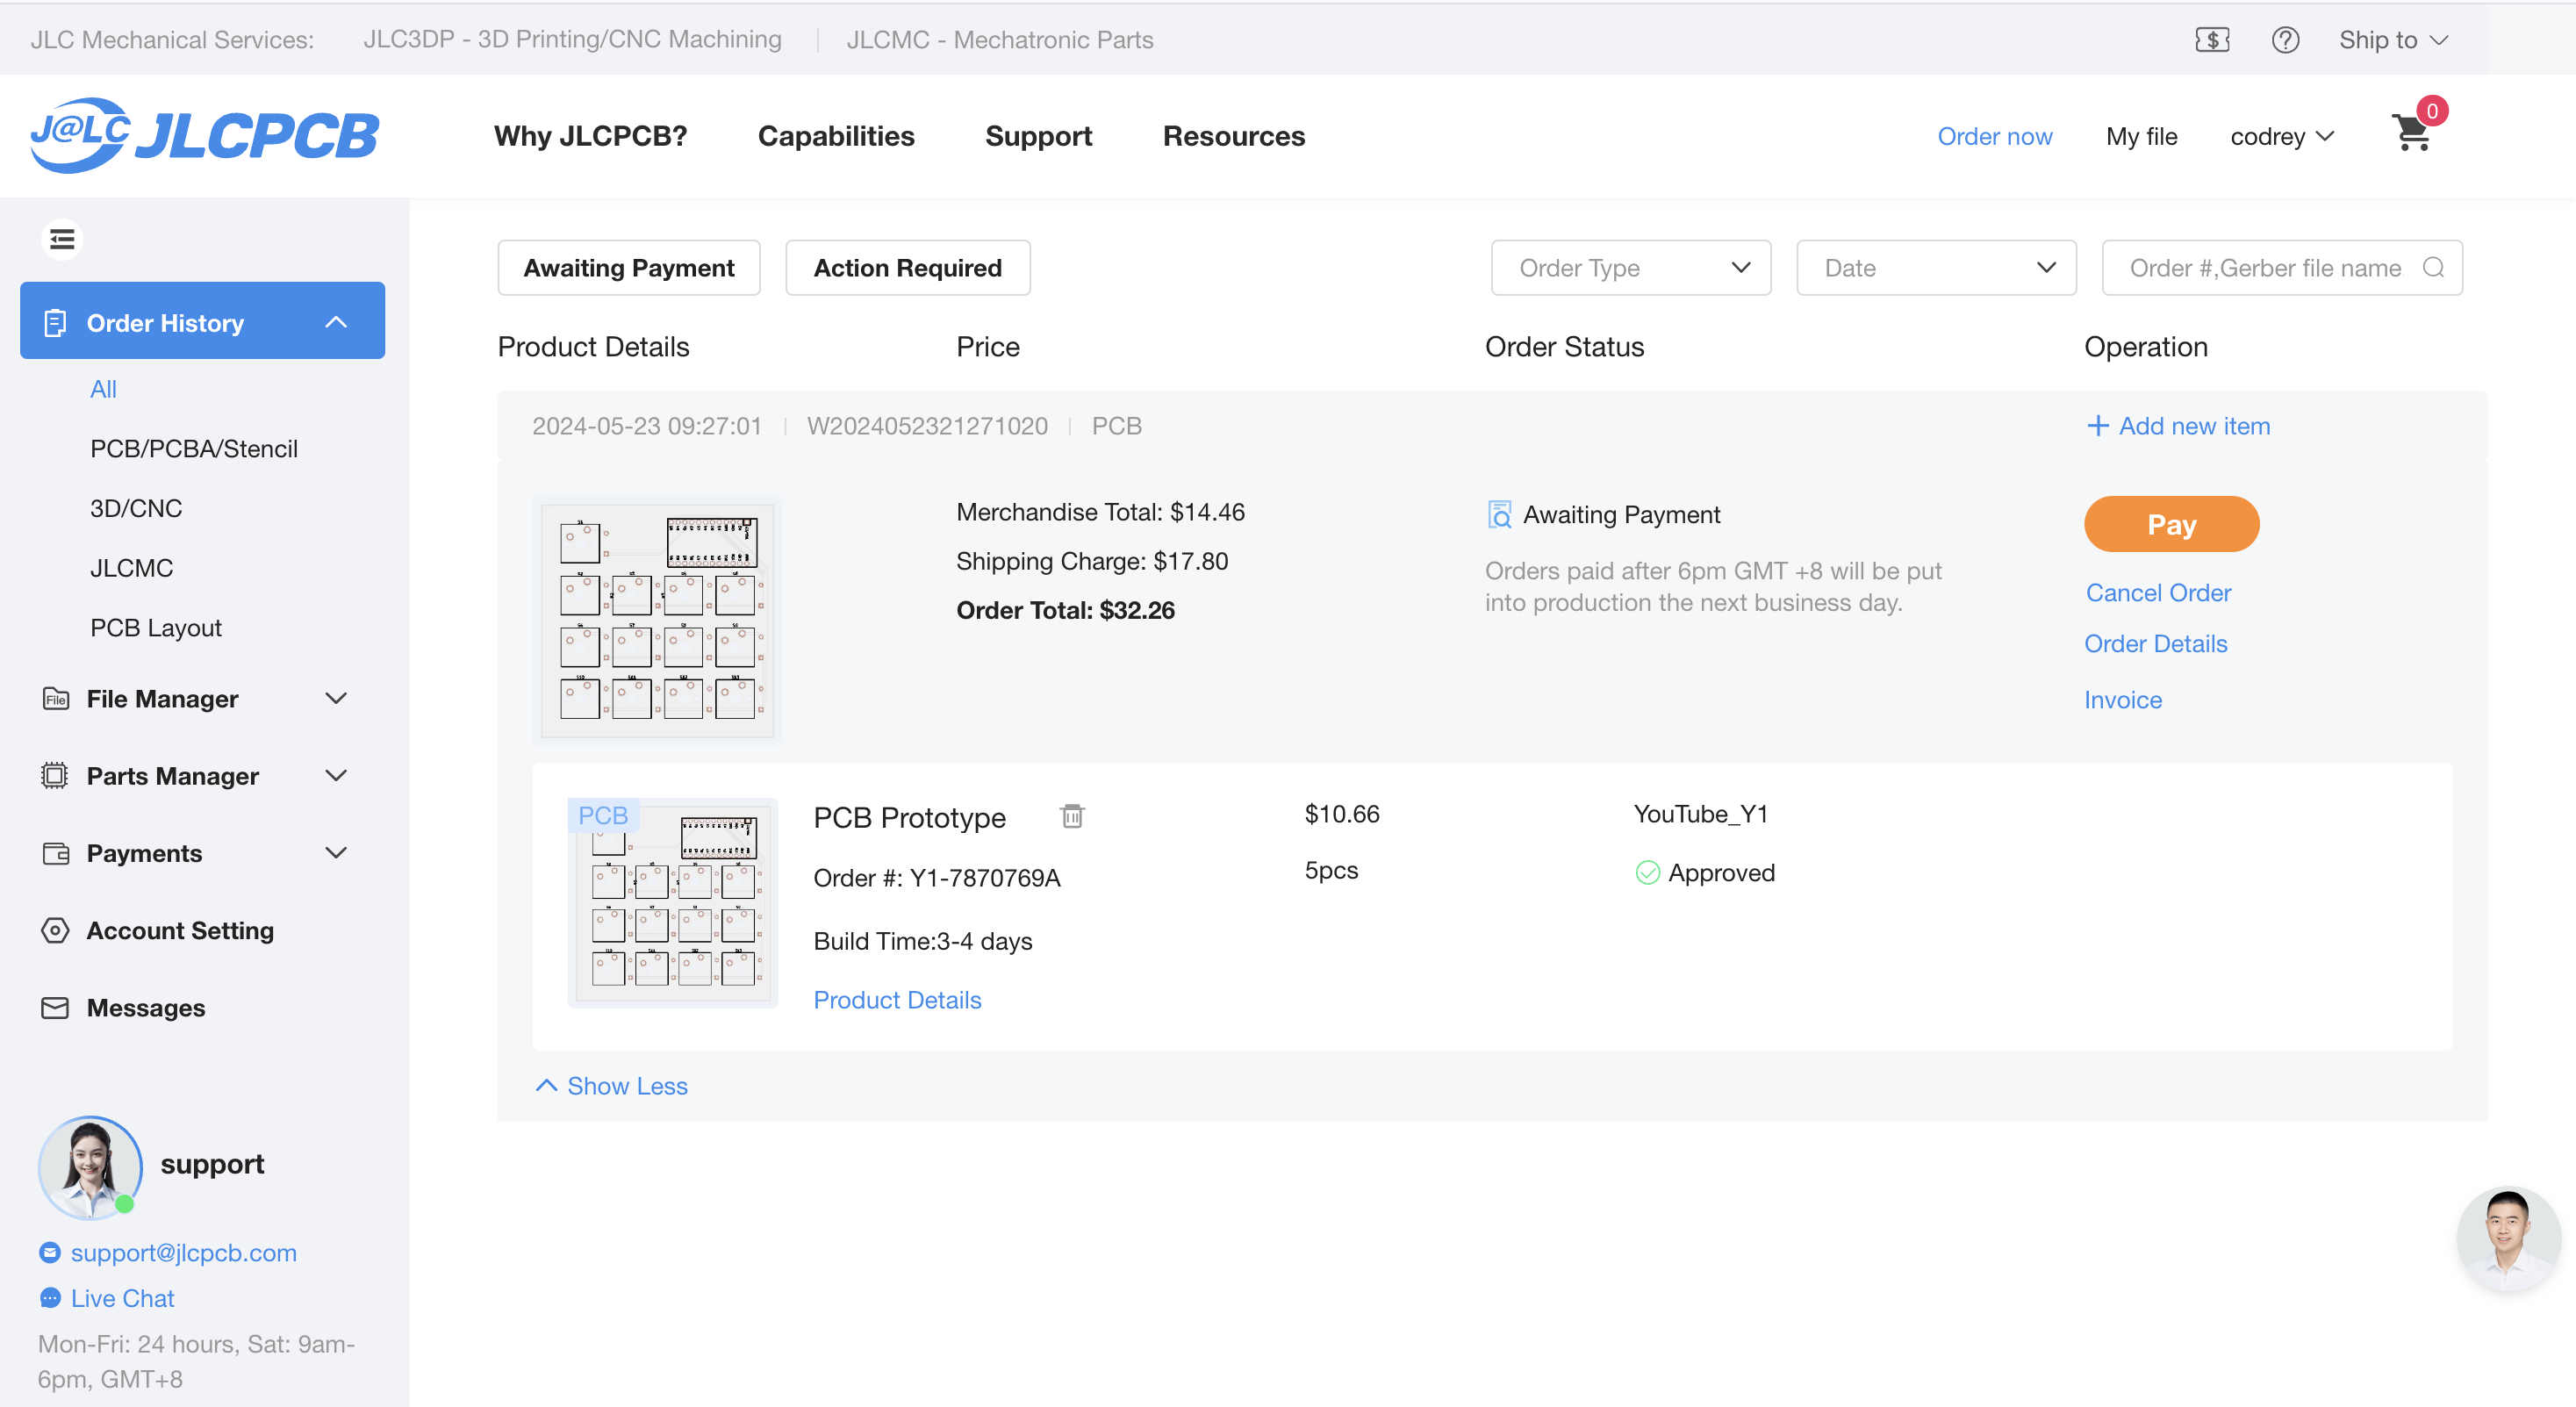 JLC Mechanical Services: JLC3DP - 3D Printing/CNC Machining JLCMC - Mechatronic Parts $ ? Ship to
J@LC JLCPCB Why JLCPCB? Capabilities Support Resources Order now My file codrey 0
Order History
All
PCB/PCBA/Stencil
3D/CNC
JLCMC
PCB Layout
File File Manager
Parts Manager
Payments
Account Setting
Messages
support
support@jlcpcb.com
Live Chat
Mon-Fri: 24 hours, Sat: 9am-
6pm, GMT+8
Awaiting Payment Action Required Order Type Date Order #,Gerber file name
Product Details Price Order Status Operation
2024-05-23 09:27:01 W2024052321271020 PCB + Add new item
Merchandise Total: $14.46
Shipping Charge: $17.80
Order Total: $32.26
Awaiting Payment
Orders paid after 6pm GMT +8 will be put
into production the next business day.
Pay
Cancel Order
Order Details
Invoice
PCB
PCB Prototype
Order #: Y1-7870769A
Build Time:3-4 days
Product Details
$10.66
5pcs
YouTube_Y1
Approved
Show Less